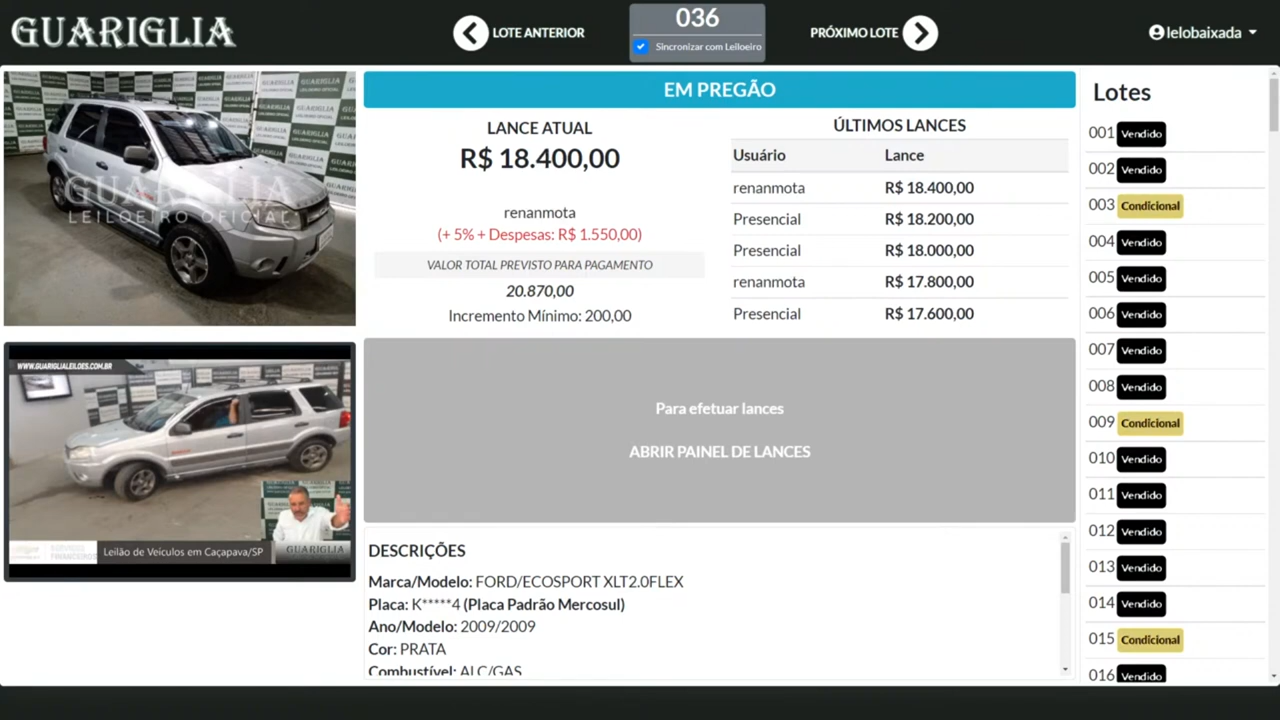 GUARIGLIA
LOTE ANTERIOR
036
Sincronizar com Leiloeiro
PRÓXIMO LOTE
lelobaixada
GUARIGLIA
LEILOEIRO OFICIAL
WWW.GUARIGLIALEILOES.COM.BR
Leilão de Veículos em Caçapava/SP
GUARIGLIA
EM PREGÃO
LANCE ATUAL
R$ 18.400,00
renanmota
(+ 5% + Despesas: R$ 1.550,00)
VALOR TOTAL PREVISTO PARA PAGAMENTO
20.870,00
Incremento Mínimo: 200,00
ÚLTIMOS LANCES
Usuário Lance
renanmota R$ 18.400,00
Presencial R$ 18.200,00
Presencial R$ 18.000,00
renanmota R$ 17.800,00
Presencial R$ 17.600,00
Para efetuar lances
ABRIR PAINEL DE LANCES
DESCRIÇÕES
Marca/Modelo: FORD/ECOSPORT XLT2.0FLEX
Placa: K*****4 (Placa Padrão Mercosul)
Ano/Modelo: 2009/2009
Cor: PRATA
Combustível: ALC/GAS
Lotes
001 Vendido
002 Vendido
003 Condicional
004 Vendido
005 Vendido
006 Vendido
007 Vendido
008 Vendido
009 Condicional
010 Vendido
011 Vendido
012 Vendido
013 Vendido
014 Vendido
015 Condicional
016 Vendido